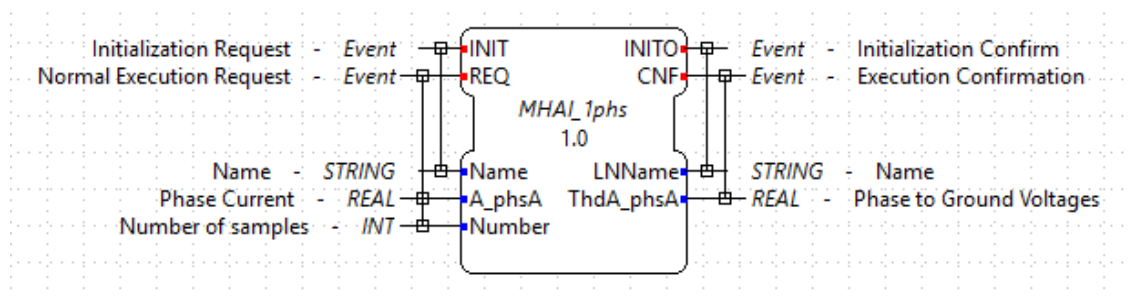 Initialization Request - Event INIT INITO Event - Initialization Confirm
Normal Execution Request - Event REQ CNF Event - Execution Confirmation
MHAI_1phs
1.0
Name - STRING Name LNName STRING - Name
Phase Current - REAL A_phsA ThdA_phsA REAL - Phase to Ground Voltages
Number of samples - INT Number